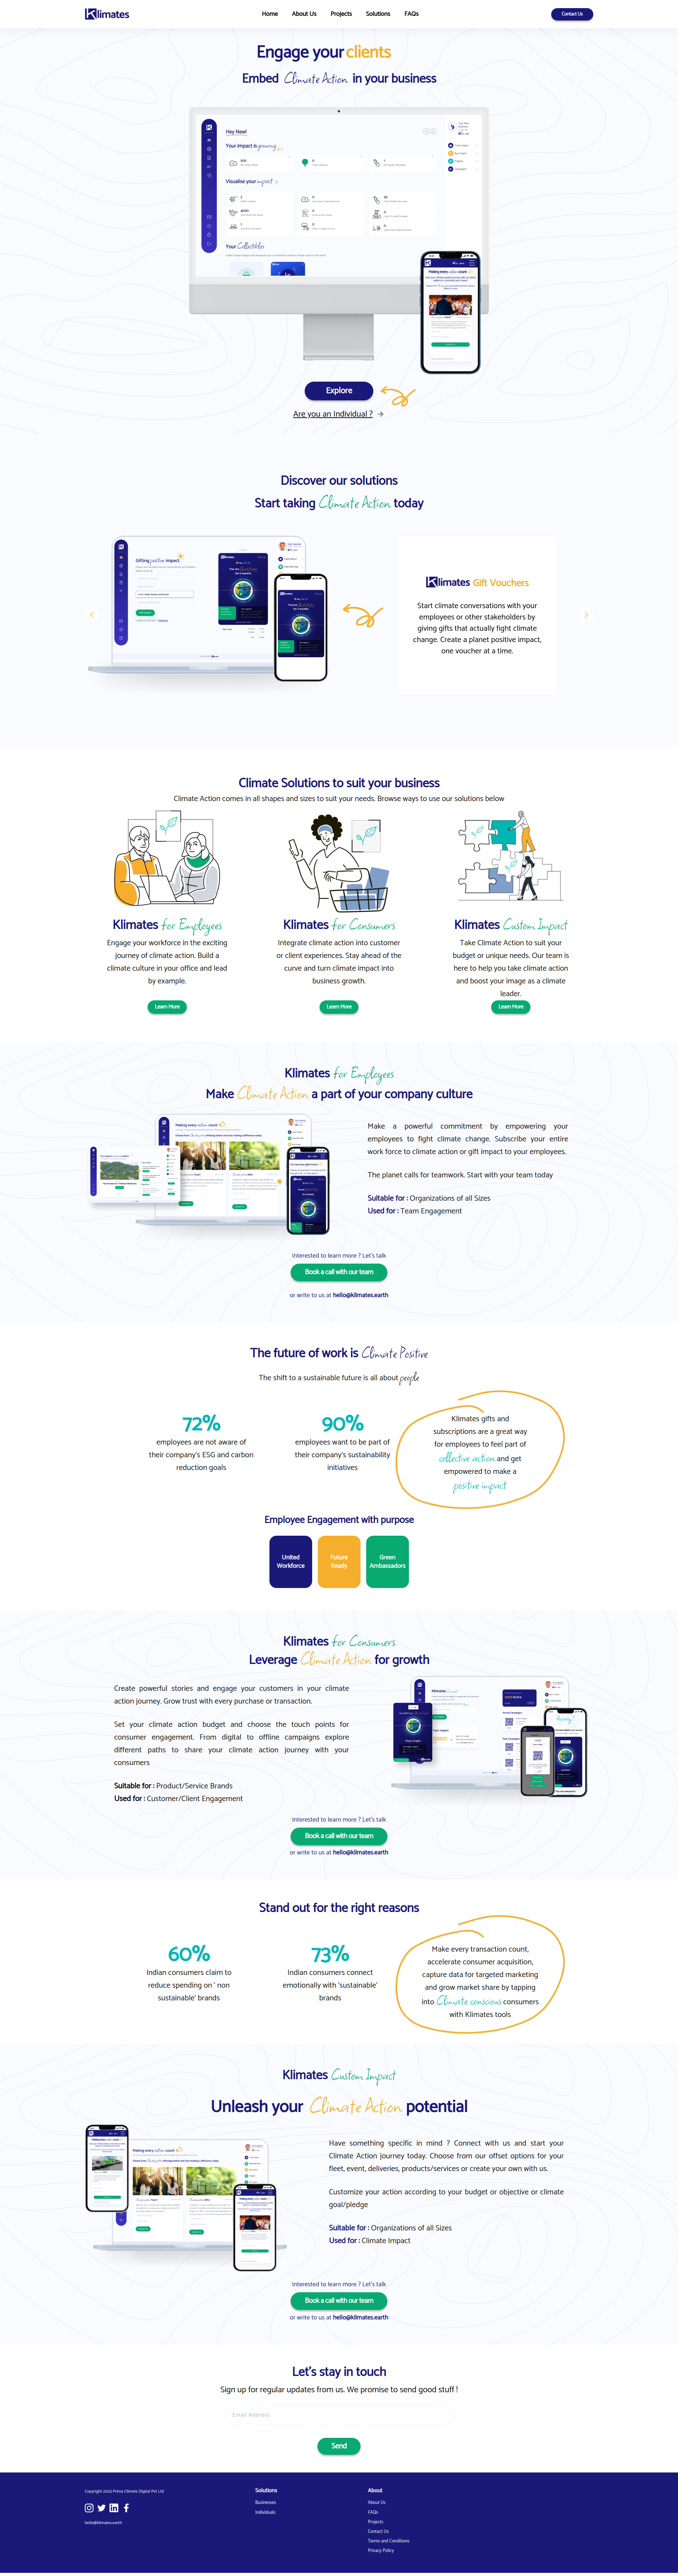 Klimates
Home About Us Projects Solutions FAQs
Contact Us
Engage your clients
Embed Climate Action in your business
Hey New!
Your impact is growing
Visualise your impact
Your Collectibles
Making every action count
Explore
Are you an Individual ?
Discover our solutions
Start taking Climate Action today
Gifting positive impact
Klimates Gift Vouchers
Start climate conversations with your
employees or other stakeholders by
giving gifts that actually fight climate
change. Create a planet positive impact,
one voucher at a time.
Climate Solutions to suit your business
Climate Action comes in all shapes and sizes to suit your needs. Browse ways to use our solutions below
Klimates for Employees
Engage your workforce in the exciting
journey of climate action. Build a
climate culture in your office and lead
by example.
Learn More
Klimates for Consumers
Integrate climate action into customer
or client experiences. Stay ahead of the
curve and turn climate impact into
business growth.
Learn More
Klimates Custom Impact
Take Climate Action to suit your
budget or unique needs. Our team is
here to help you take climate action
and boost your image as a climate
leader.
Learn More
Klimates for Employees
Make Climate Action a part of your company culture
Making every action count
Make a powerful commitment by empowering your
employees to fight climate change. Subscribe your entire
work force to climate action or gift impact to your employees.
The planet calls for teamwork. Start with your team today
Suitable for : Organizations of all Sizes
Used for : Team Engagement
Interested to learn more ? Let's talk
Book a call with our team
or write to us at hello@klimates.earth
The future of work is Climate Positive
The shift to a sustainable future is all about people
72%
employees are not aware of
their company's ESG and carbon
reduction goals
90%
employees want to be part of
their company's sustainability
initiatives
Klimates gifts and
subscriptions are a great way
for employees to feel part of
collective action and get
empowered to make a
positive impact
Employee Engagement with purpose
United
Workforce
Future
Ready
Green
Ambassadors
Klimates for Consumers
Leverage Climate Action for growth
Create powerful stories and engage your customers in your climate
action journey. Grow trust with every purchase or transaction.
Set your climate action budget and choose the touch points for
consumer engagement. From digital to offline campaigns explore
different paths to share your climate action journey with your
consumers
Suitable for : Product/Service Brands
Used for : Customer/Client Engagement
Interested to learn more ? Let's talk
Book a call with our team
or write to us at hello@klimates.earth
Stand out for the right reasons
60%
Indian consumers claim to
reduce spending on ' non
sustainable' brands
73%
Indian consumers connect
emotionally with 'sustainable'
brands
Make every transaction count,
accelerate consumer acquisition,
capture data for targeted marketing
and grow market share by tapping
into Climate conscious consumers
with Klimates tools
Klimates Custom Impact
Unleash your Climate Action potential
Making every action count
Have something specific in mind ? Connect with us and start your
Climate Action journey today. Choose from our offset options for your
fleet, event, deliveries, products/services or create your own with us.
Customize your action according to your budget or objective or climate
goal/pledge
Suitable for : Organizations of all Sizes
Used for : Climate Impact
Interested to learn more ? Let's talk
Book a call with our team
or write to us at hello@klimates.earth
Let's stay in touch
Sign up for regular updates from us. We promise to send good stuff !
Email Address
Send
Copyright 2022 Prima Climate Digital Pvt Ltd
hello@klimates.earth
Solutions
Businesses
Individuals
About
About Us
FAQs
Projects
Contact Us
Terms and Conditions
Privacy Policy